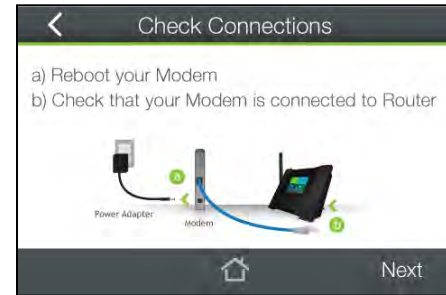 Check Connections
a) Reboot your Modem
b) Check that your Modem is connected to Router
a
Power Adapter
Modem
b
Next